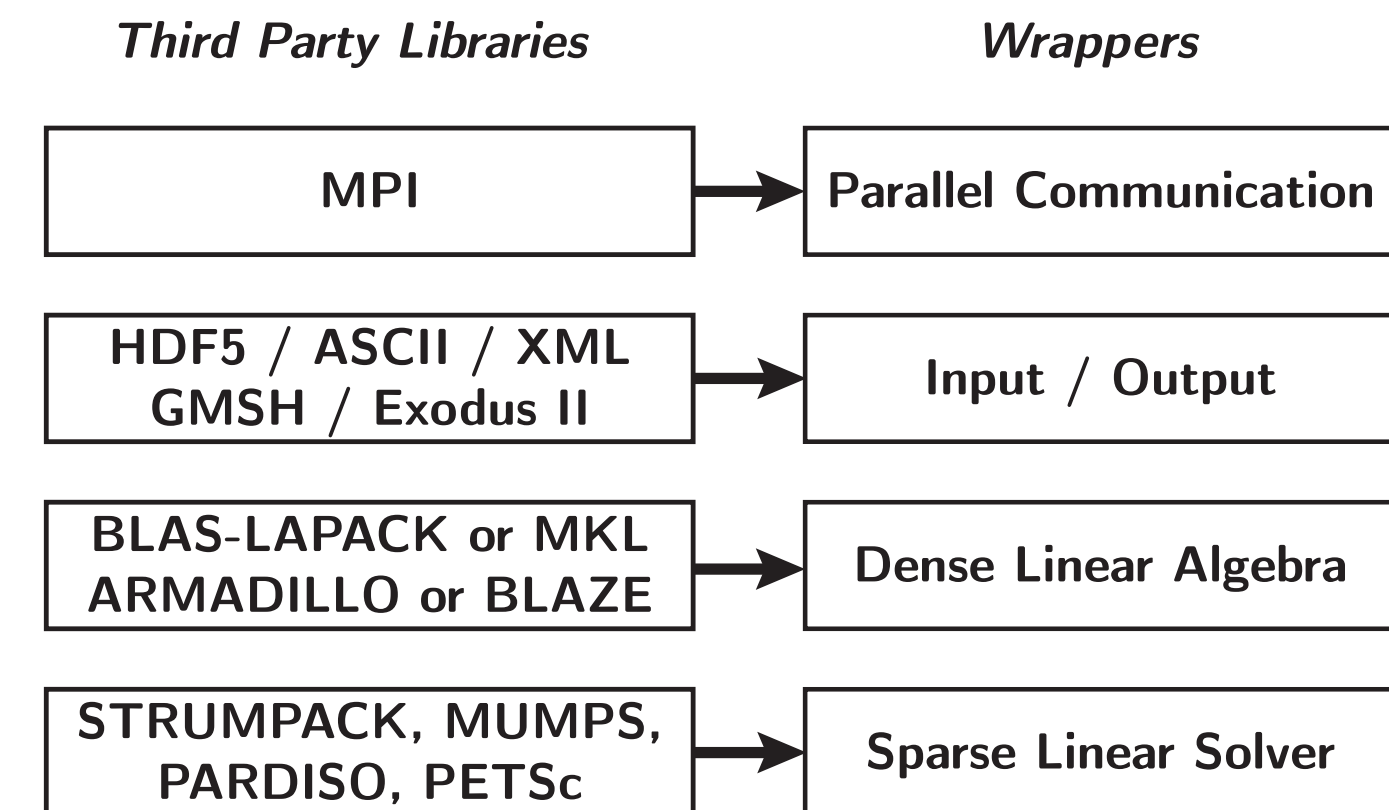 Third Party Libraries
Wrappers
MPI
Parallel Communication
HDF5 / ASCII / XML
GMSH / Exodus II
Input / Output
BLAS-LAPACK or MKL
ARMADILLO or BLAZE
Dense Linear Algebra
STRUMPACK, MUMPS,
PARDISO, PETSc
Sparse Linear Solver